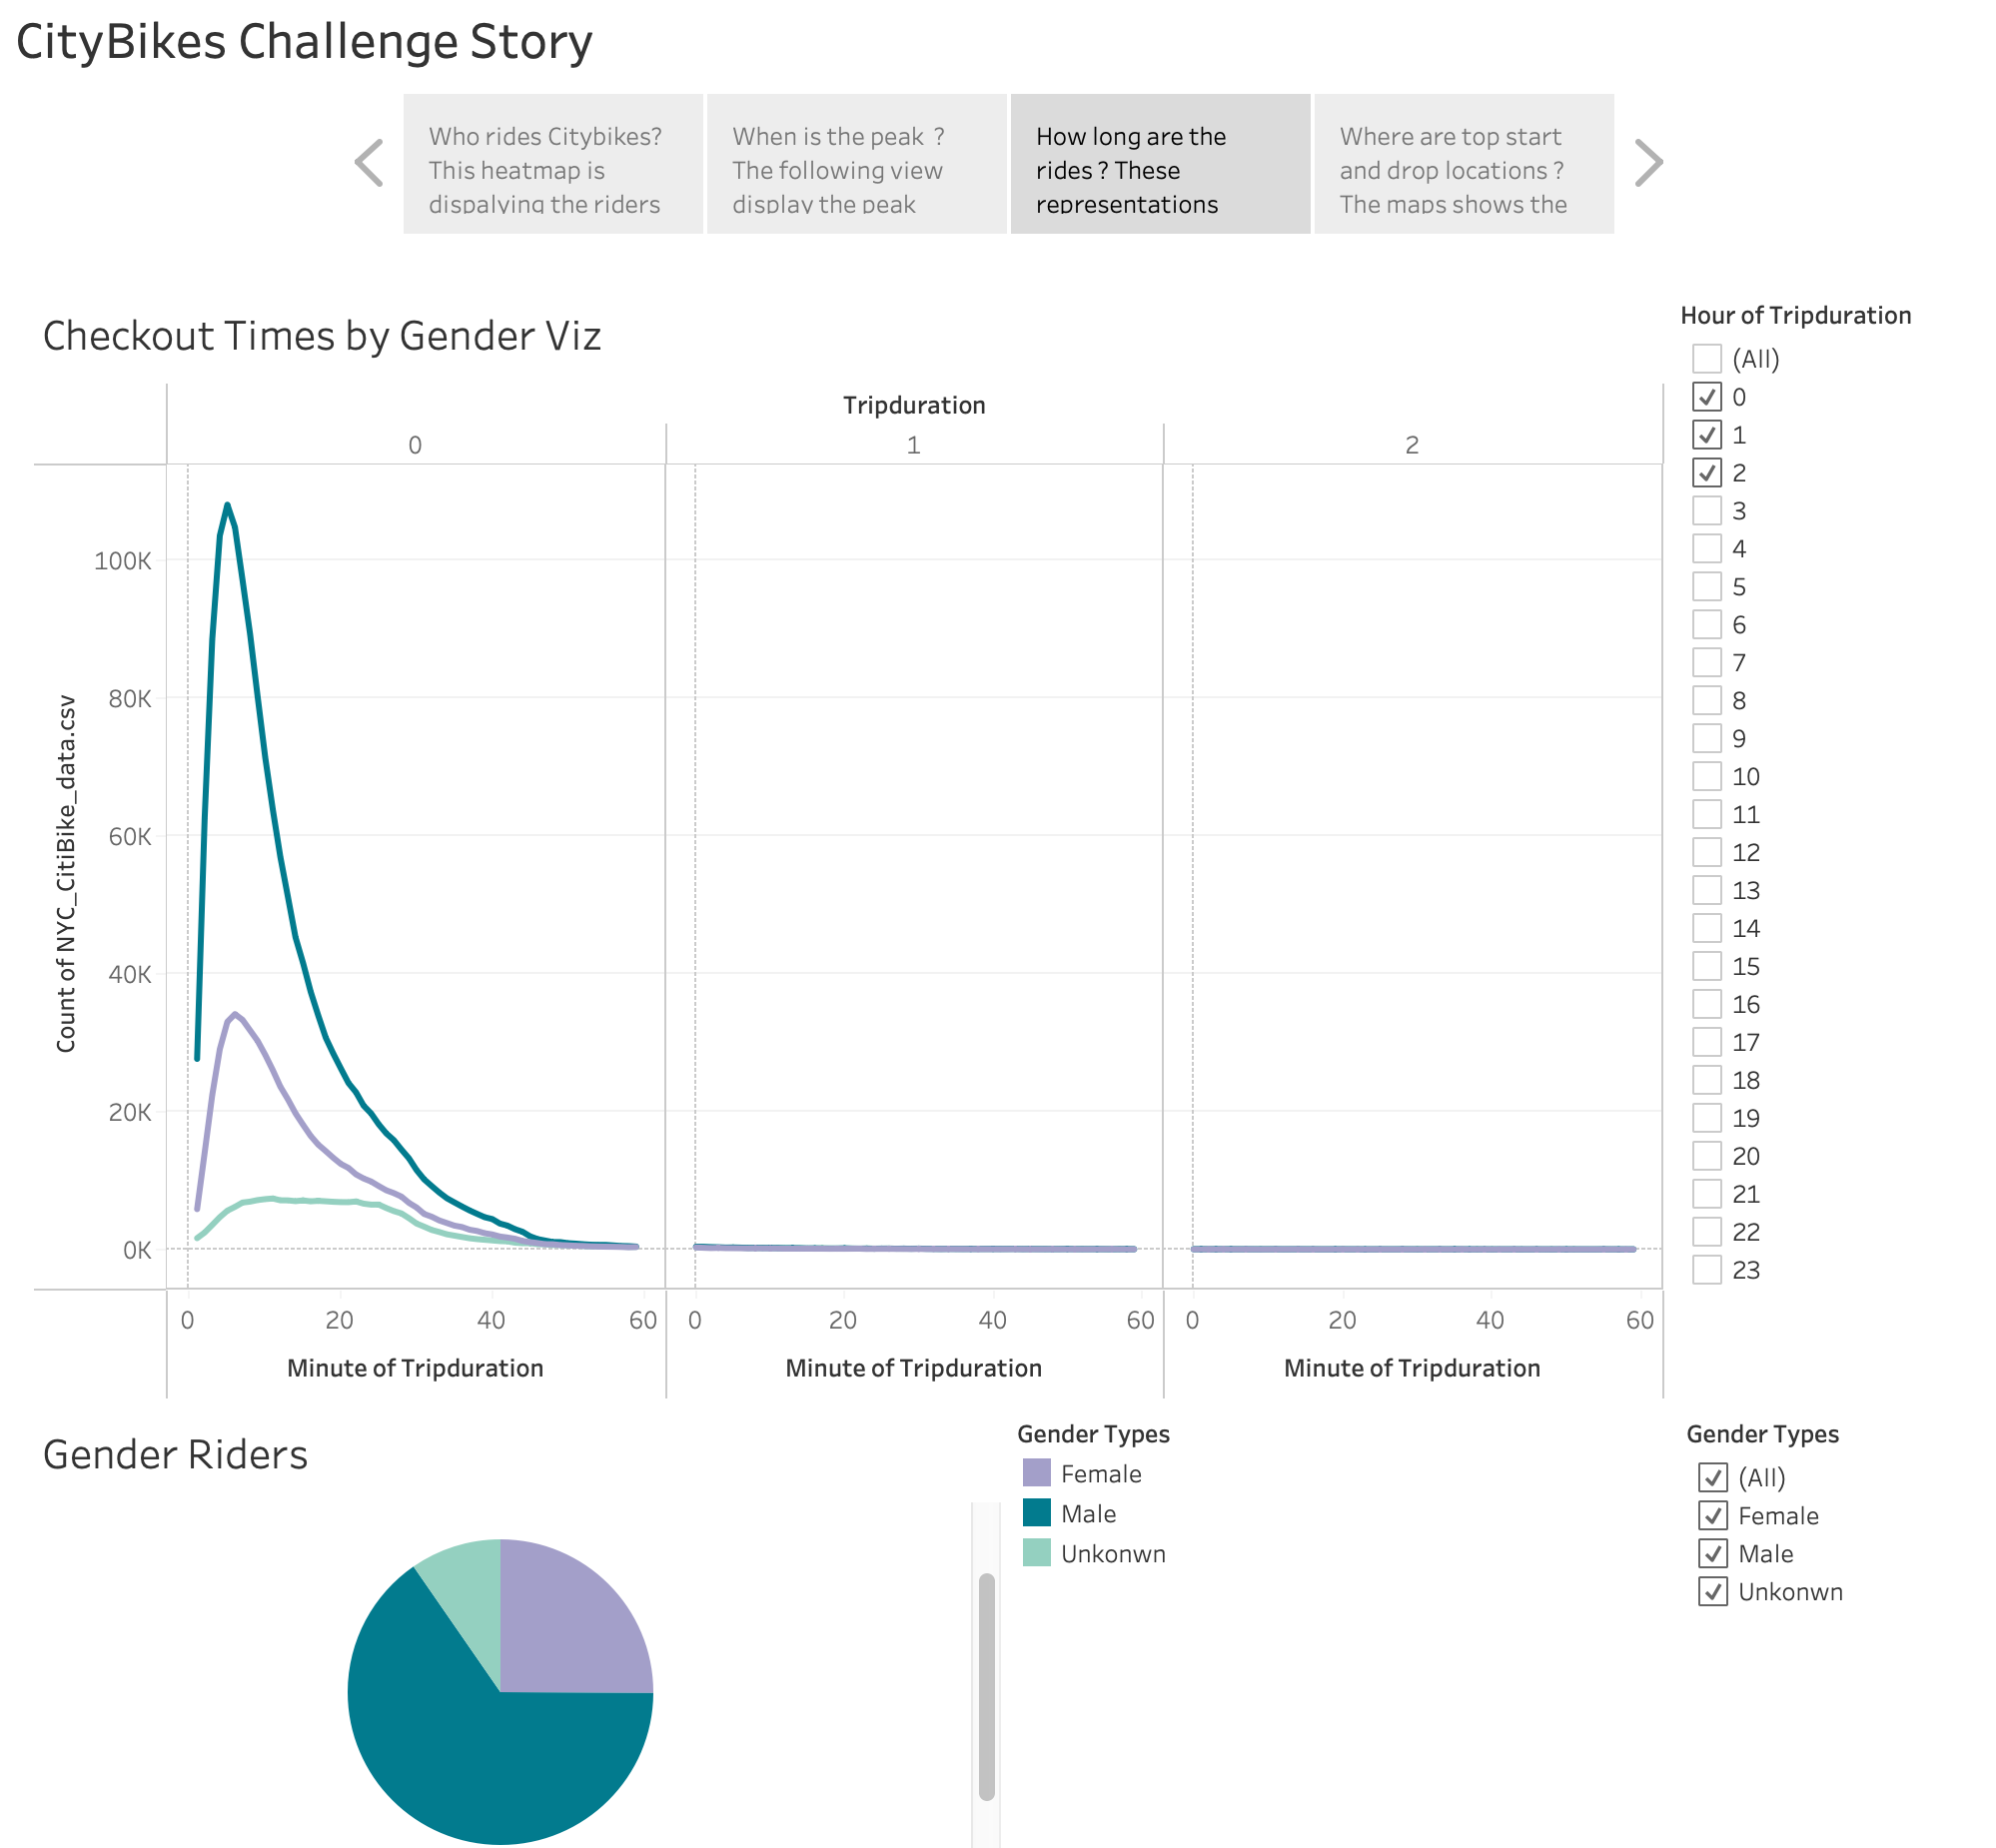 CityBikes Challenge Story
Who rides Citybikes?
This heatmap is
dispalying the riders
When is the peak ?
The following view
display the peak
How long are the
rides ? These
representations
Where are top start
and drop locations ?
The maps shows the
Checkout Times by Gender Viz
Tripduration
0
1
2
Count of NYC_CitiBike_data.csv
100K
80K
60K
40K
20K
0K
0 20 40 60
0 20 40 60
0 20 40 60
Minute of Tripduration
Minute of Tripduration
Minute of Tripduration
Hour of Tripduration
(All)
0
1
2
3
4
5
6
7
8
9
10
11
12
13
14
15
16
17
18
19
20
21
22
23
Gender Riders
Gender Types
Female
Male
Unkonwn
Gender Types
(All)
Female
Male
Unkonwn